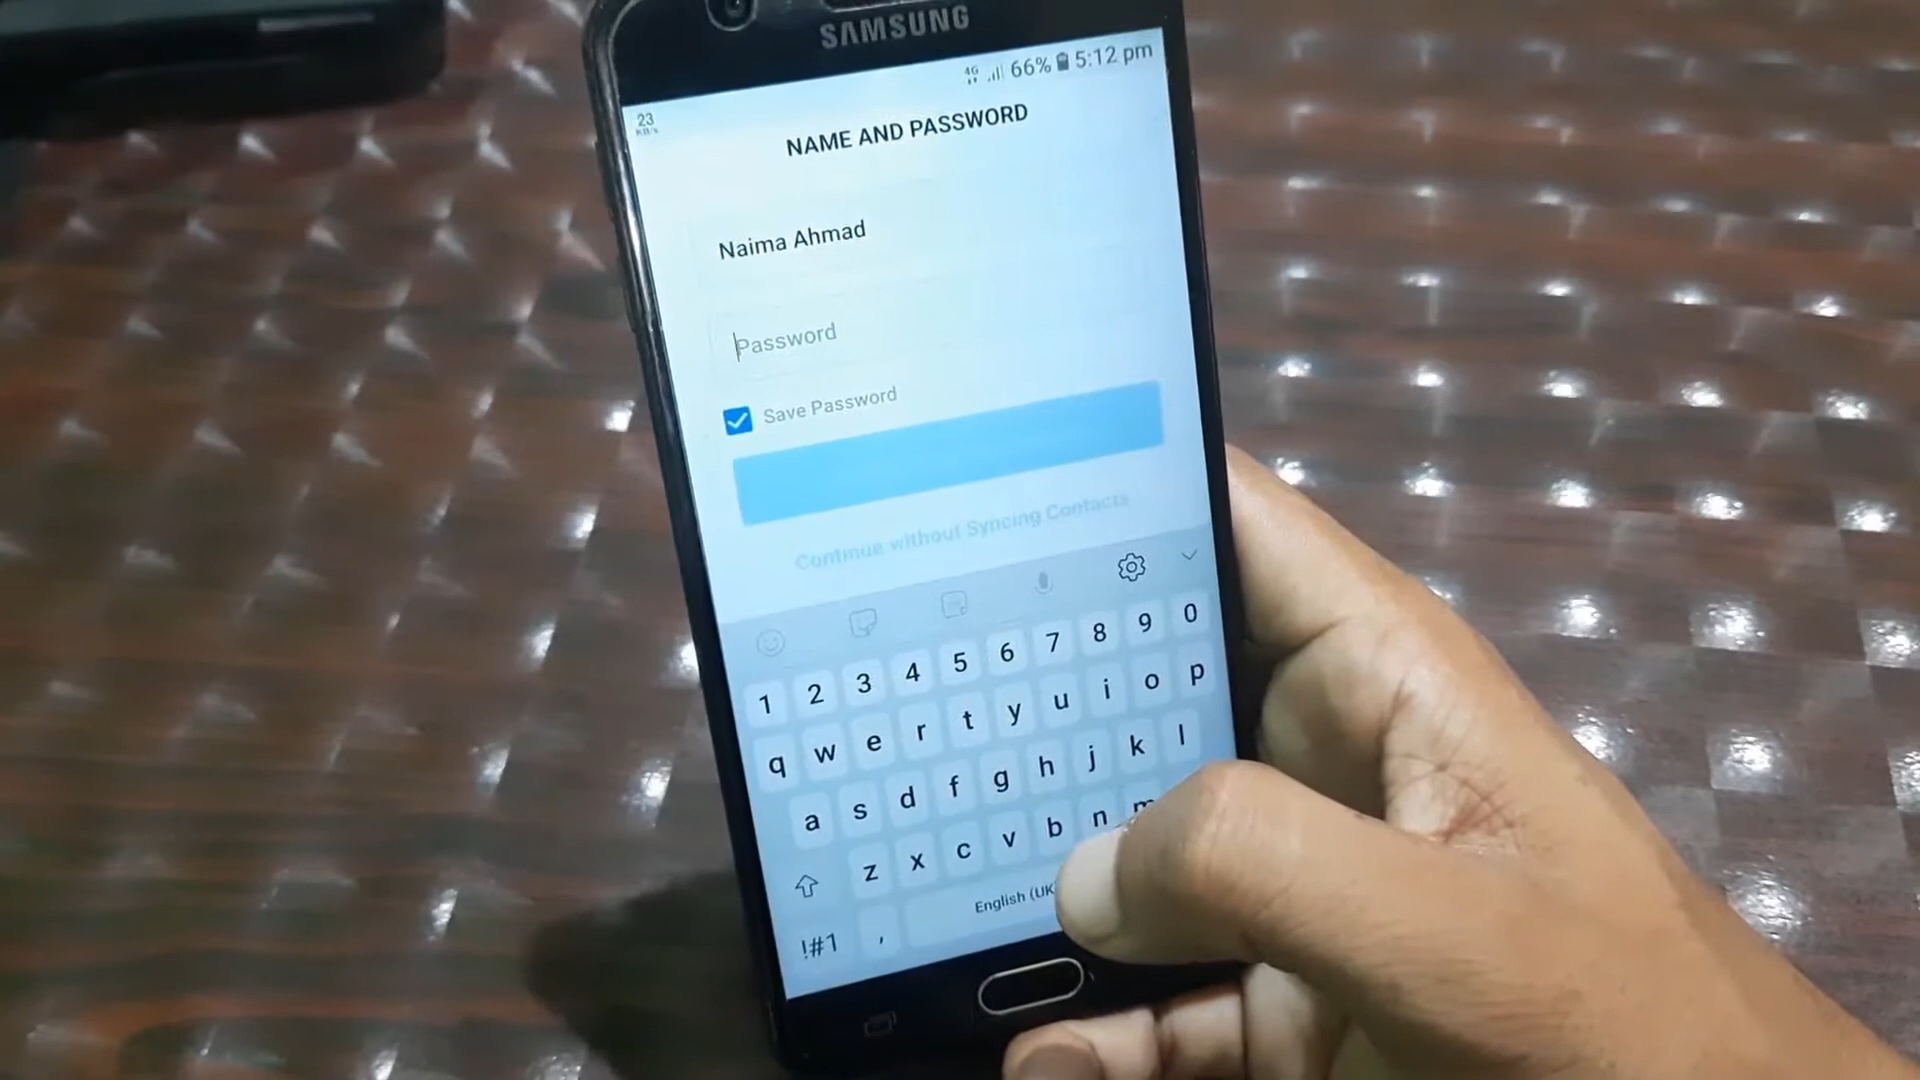 SAMSUNG
4G 66% 5:12 pm
23
KB/s
NAME AND PASSWORD
Naima Ahmad
Password
Save Password
Continue without Syncing Contacts
1 2 3 4 5 6 7 8 9 0
q w e r t y u i o p
a s d f g h j k l
z x c v b n m
!#1 , English (UK